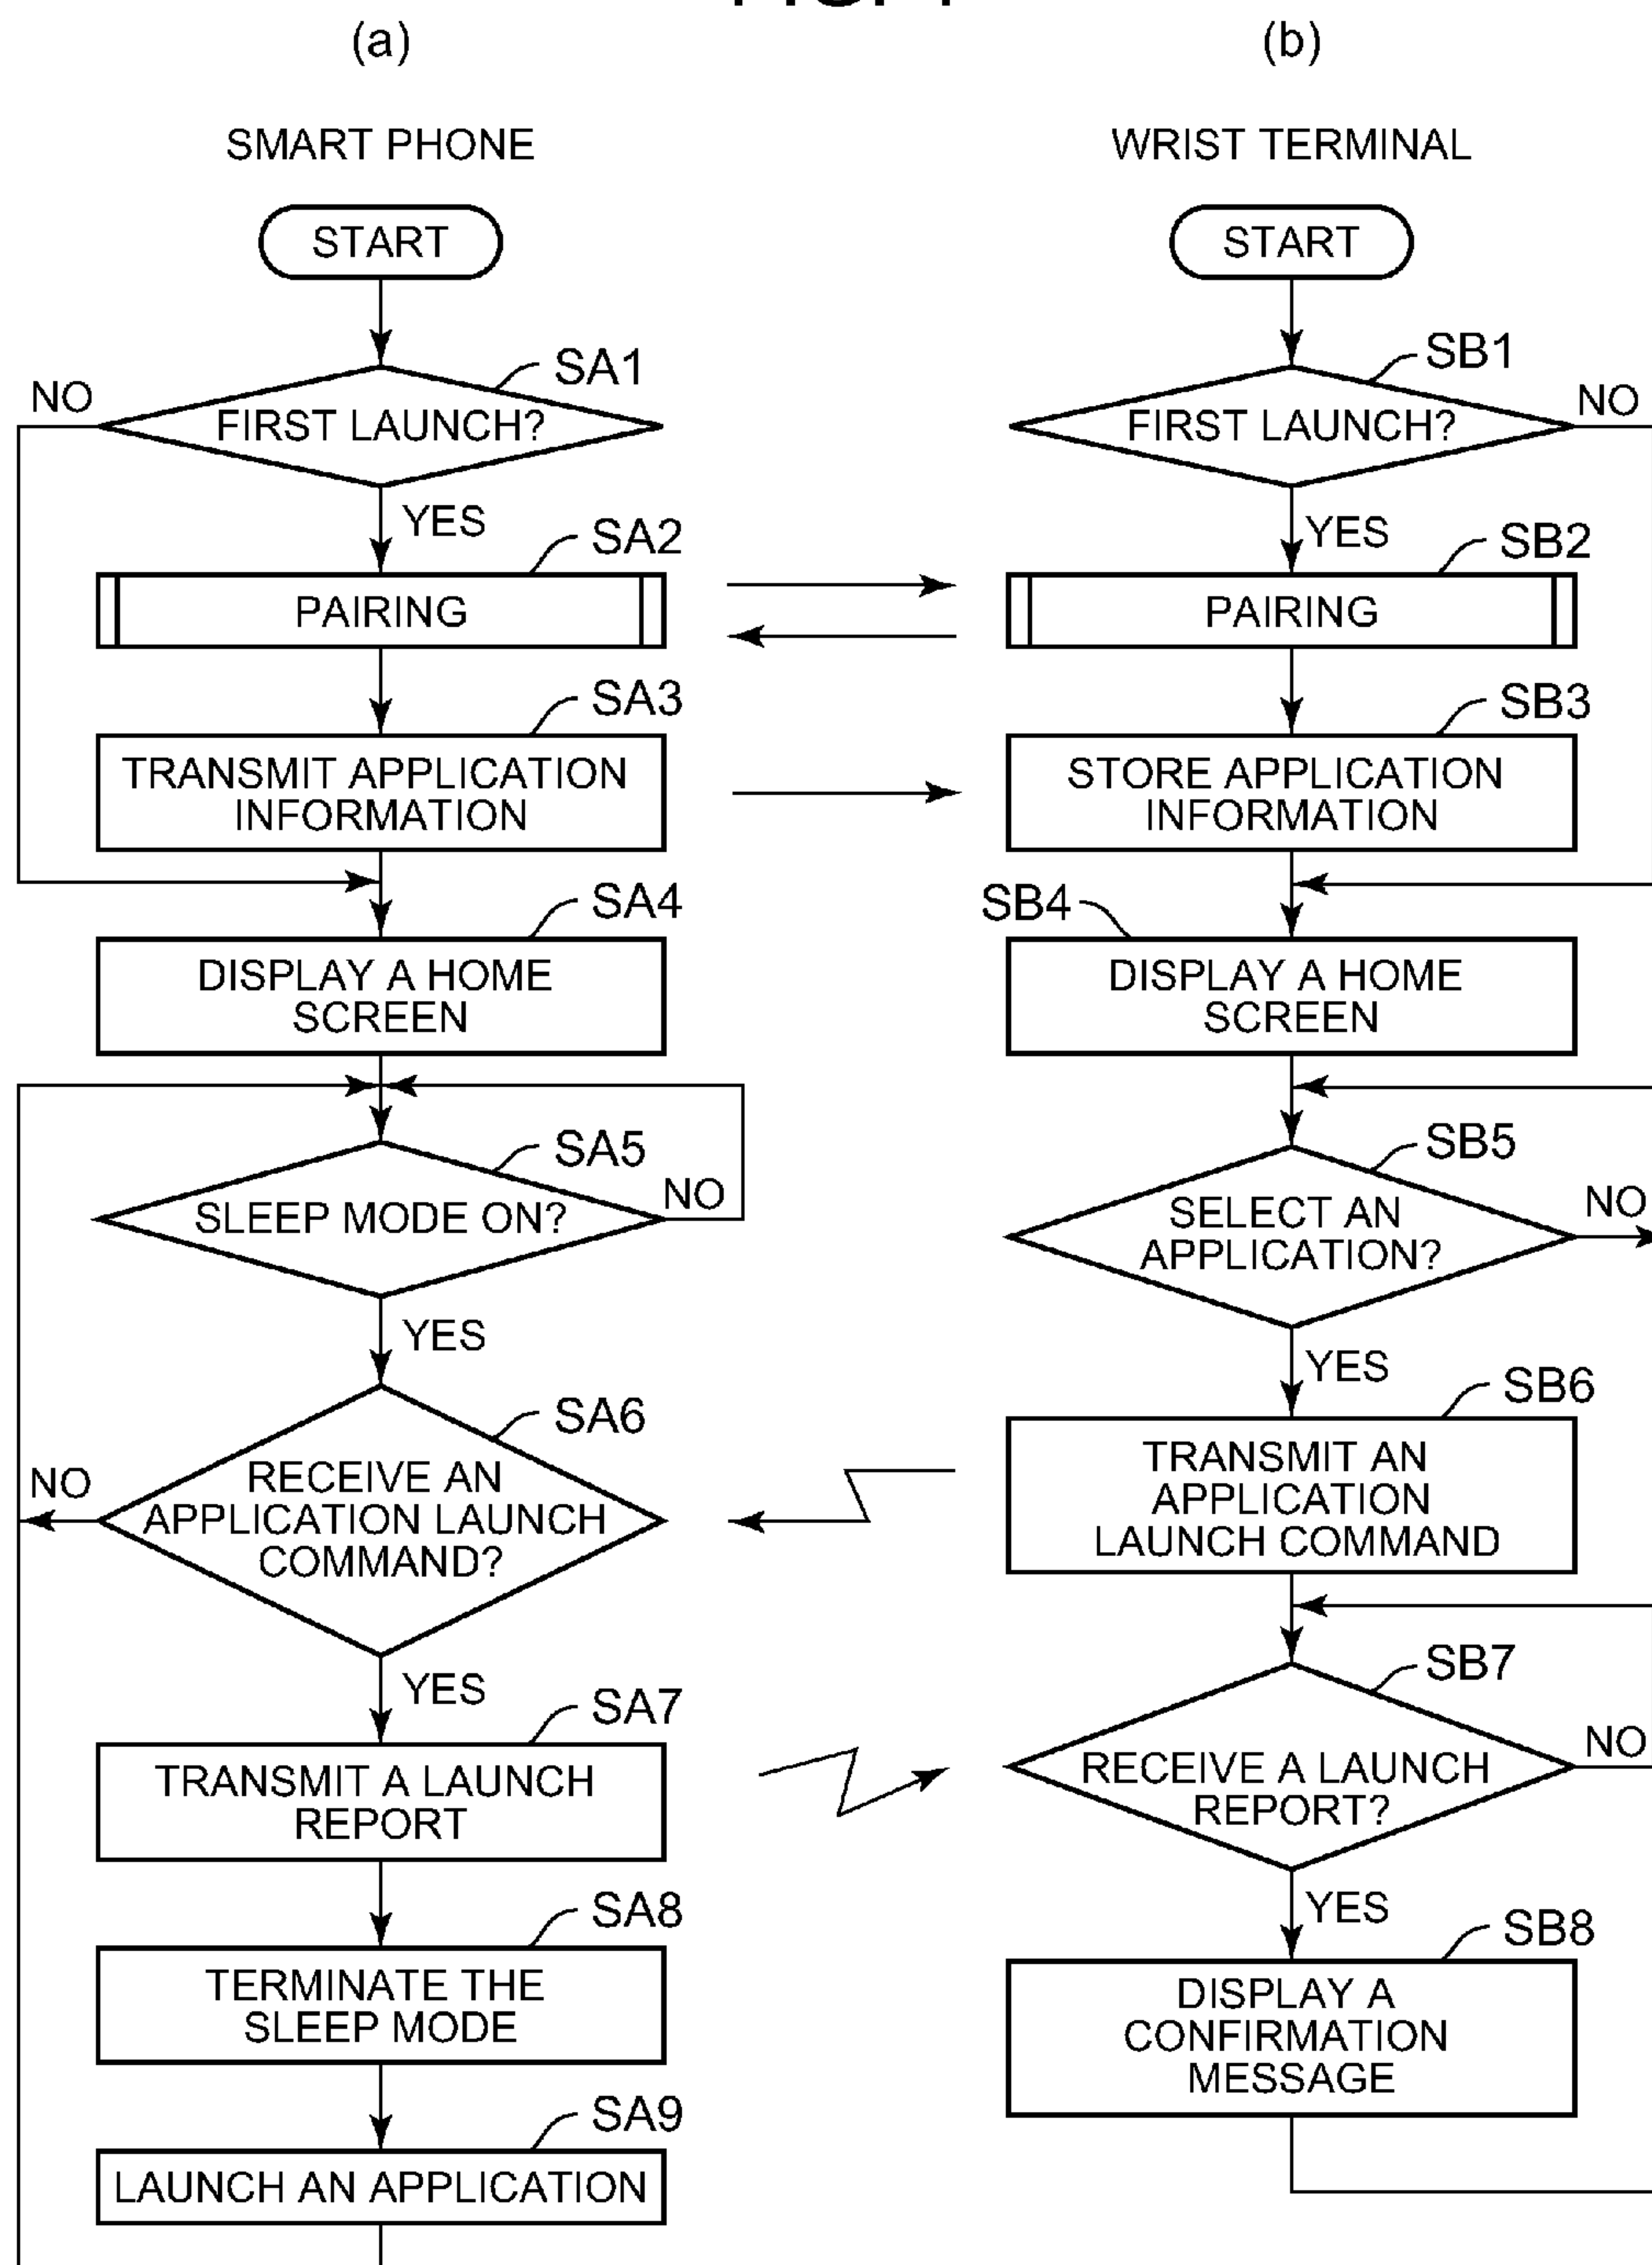 (a)
SMART PHONE
START
SA1
NO
FIRST LAUNCH?
YES
SA2
PAIRING
SA3
TRANSMIT APPLICATION
INFORMATION
SA4
DISPLAY A HOME
SCREEN
SA5
SLEEP MODE ON?
NO
YES
SA6
NO
RECEIVE AN
APPLICATION LAUNCH
COMMAND?
YES
SA7
TRANSMIT A LAUNCH
REPORT
SA8
TERMINATE THE
SLEEP MODE
SA9
LAUNCH AN APPLICATION
(b)
WRIST TERMINAL
START
SB1
FIRST LAUNCH?
NO
YES
SB2
PAIRING
SB3
STORE APPLICATION
INFORMATION
SB4
DISPLAY A HOME
SCREEN
SB5
SELECT AN
APPLICATION?
NO
YES
SB6
TRANSMIT AN
APPLICATION
LAUNCH COMMAND
SB7
RECEIVE A LAUNCH
REPORT?
NO
YES
SB8
DISPLAY A
CONFIRMATION
MESSAGE